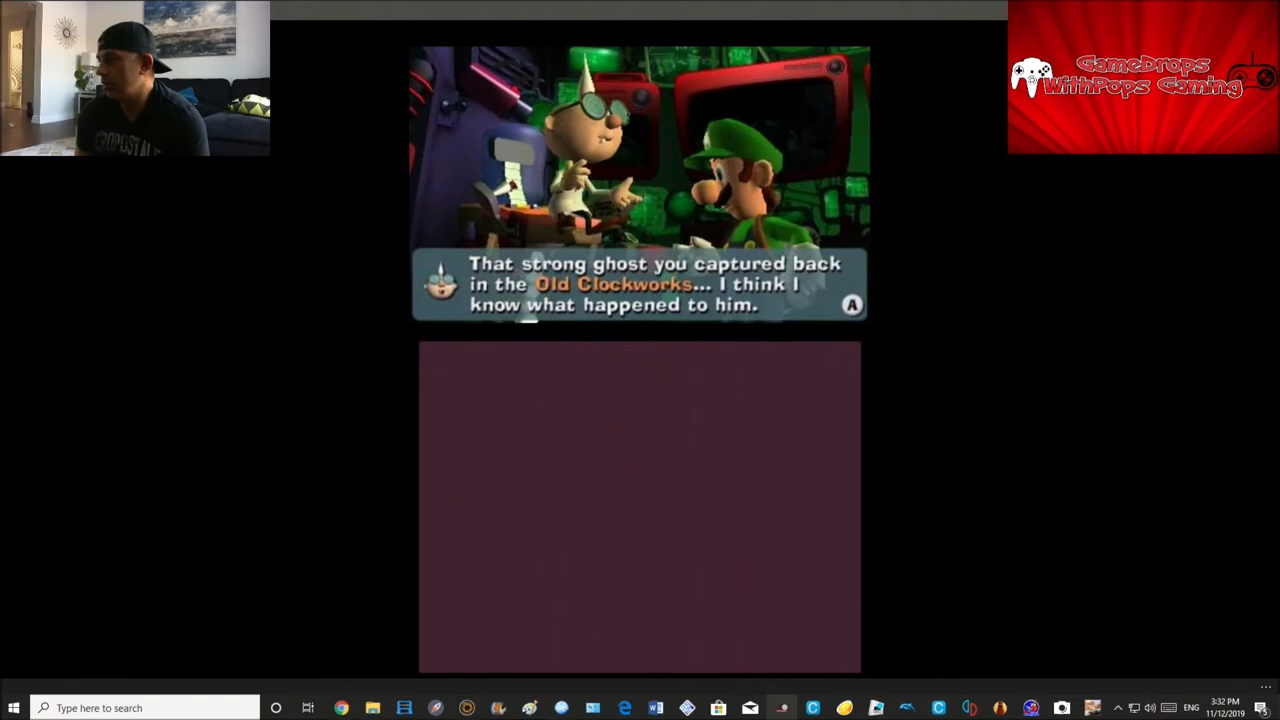 GameDrops
WithPops Gaming
That strong ghost you captured back
in the Old Clockworks... I think I
know what happened to him.
A
Type here to search
ENG
3:32 PM
11/12/2019